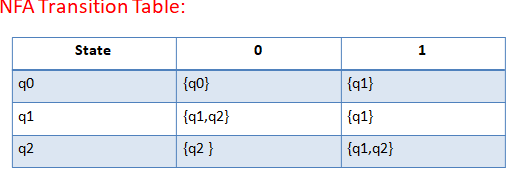 NFA Transition Table:
State 0 1
q0 {q0} {q1}
q1 {q1,q2} {q1}
q2 {q2 } {q1,q2}